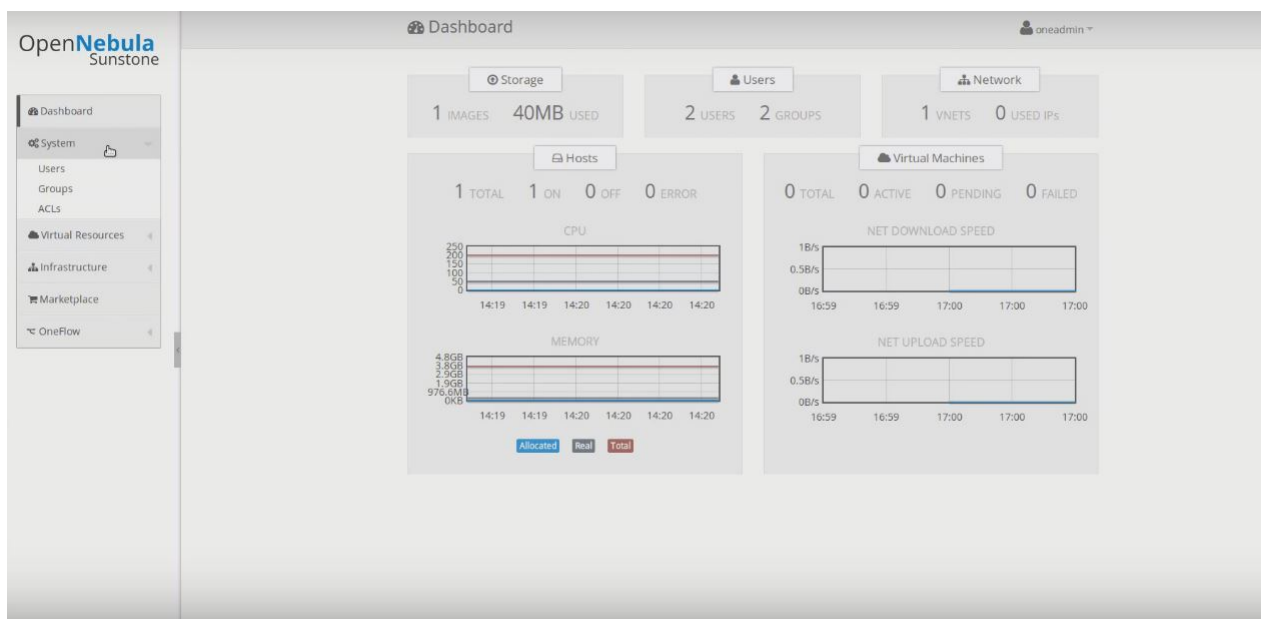 OpenNebula
Sunstone
Dashboard
System
Users
Groups
ACLs
Virtual Resources
Infrastructure
Marketplace
OneFlow
Dashboard
oneadmin
Storage
1 IMAGES 40MB USED
Users
2 USERS 2 GROUPS
Network
1 VNETS 0 USED IPs
Hosts
1 TOTAL 1 ON 0 OFF 0 ERROR
CPU
250
200
150
100
50
0
14:19 14:19 14:20 14:20 14:20 14:20
MEMORY
4.8GB
3.8GB
2.9GB
1.9GB
976.6MB
0KB
14:19 14:19 14:20 14:20 14:20 14:20
Allocated Real Total
Virtual Machines
0 TOTAL 0 ACTIVE 0 PENDING 0 FAILED
NET DOWNLOAD SPEED
1B/s
0.5B/s
0B/s
16:59 16:59 17:00 17:00 17:00
NET UPLOAD SPEED
1B/s
0.5B/s
0B/s
16:59 16:59 17:00 17:00 17:00